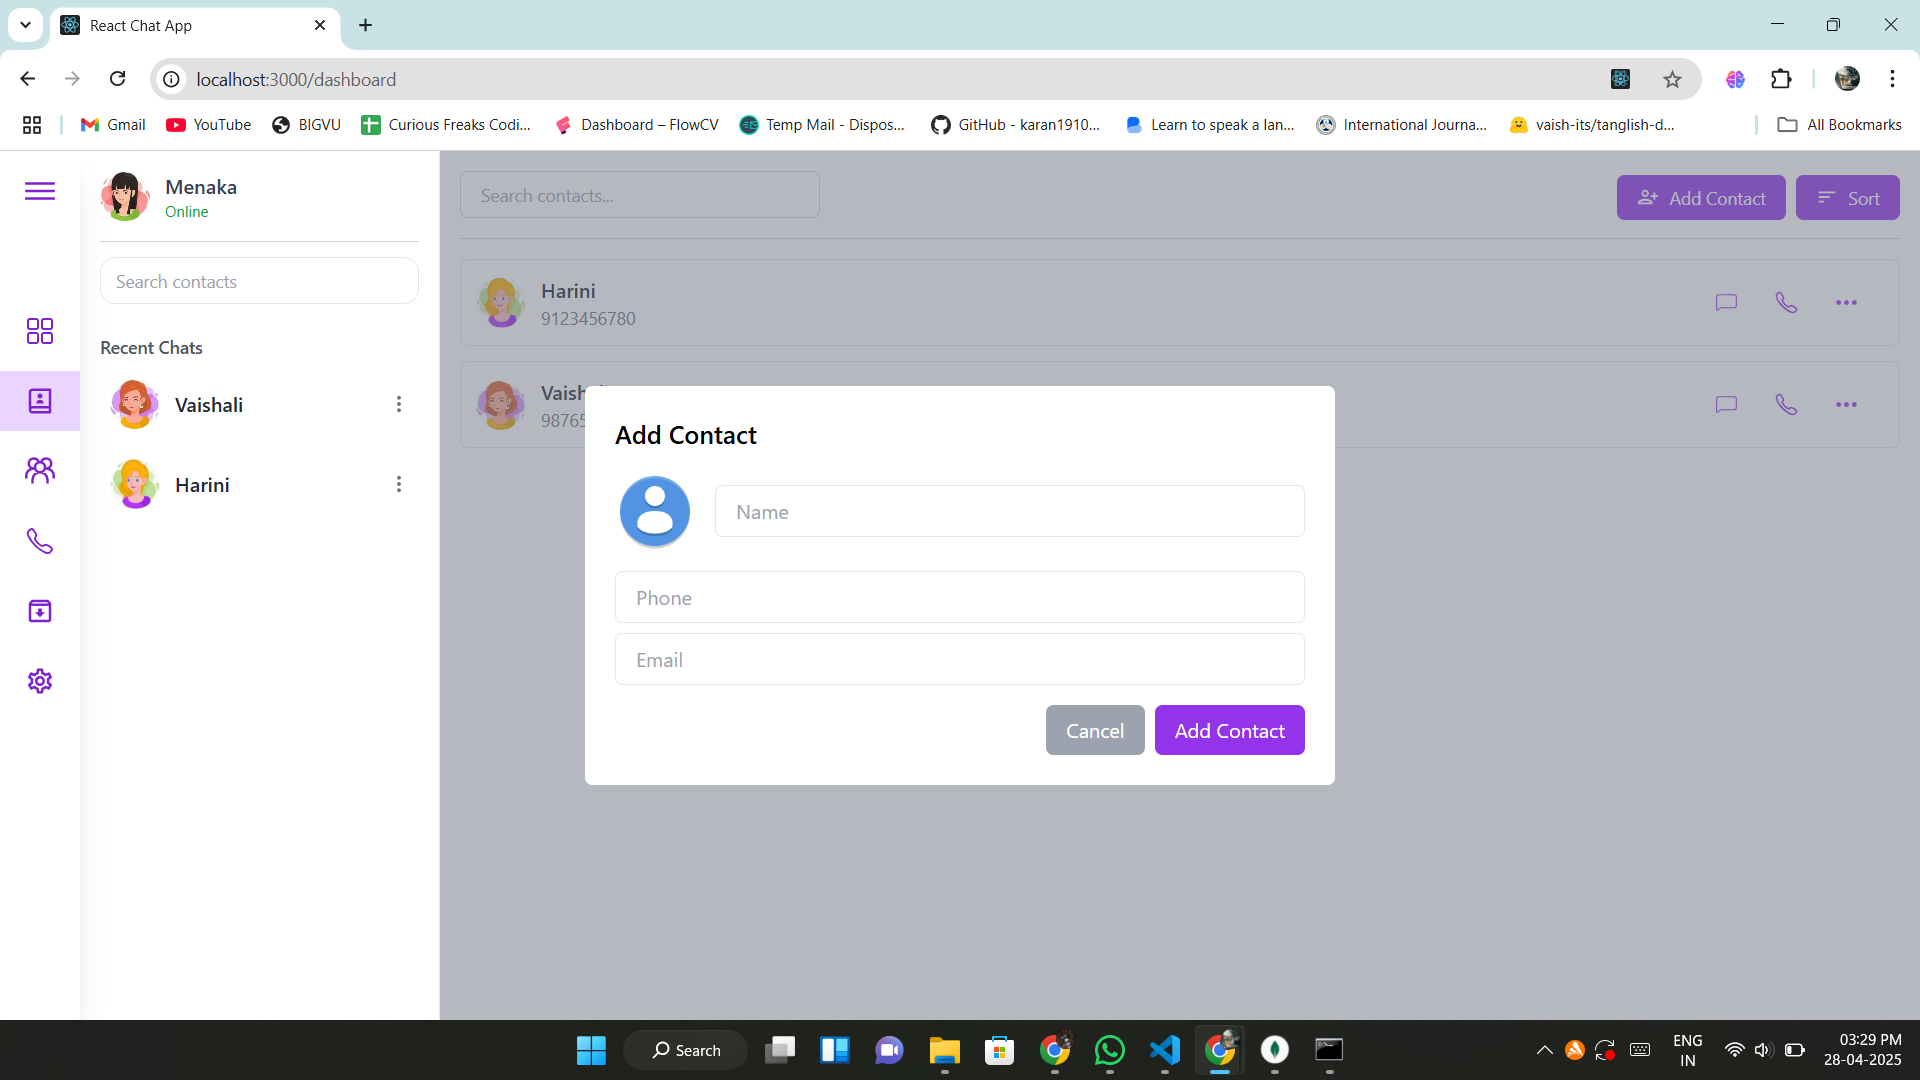 React Chat App
localhost:3000/dashboard
Gmail
YouTube
BIGVU
Curious Freaks Codi...
Dashboard – FlowCV
Temp Mail - Dispos...
GitHub - karan1910...
Learn to speak a lan...
International Journa...
vaish-its/tanglish-d...
All Bookmarks
Menaka
Online
Search contacts
Recent Chats
Vaishali
Harini
Search contacts...
Add Contact
Sort
Harini
9123456780
Add Contact
Name
Phone
Email
Cancel
Add Contact
Search
ENG
IN
03:29 PM
28-04-2025